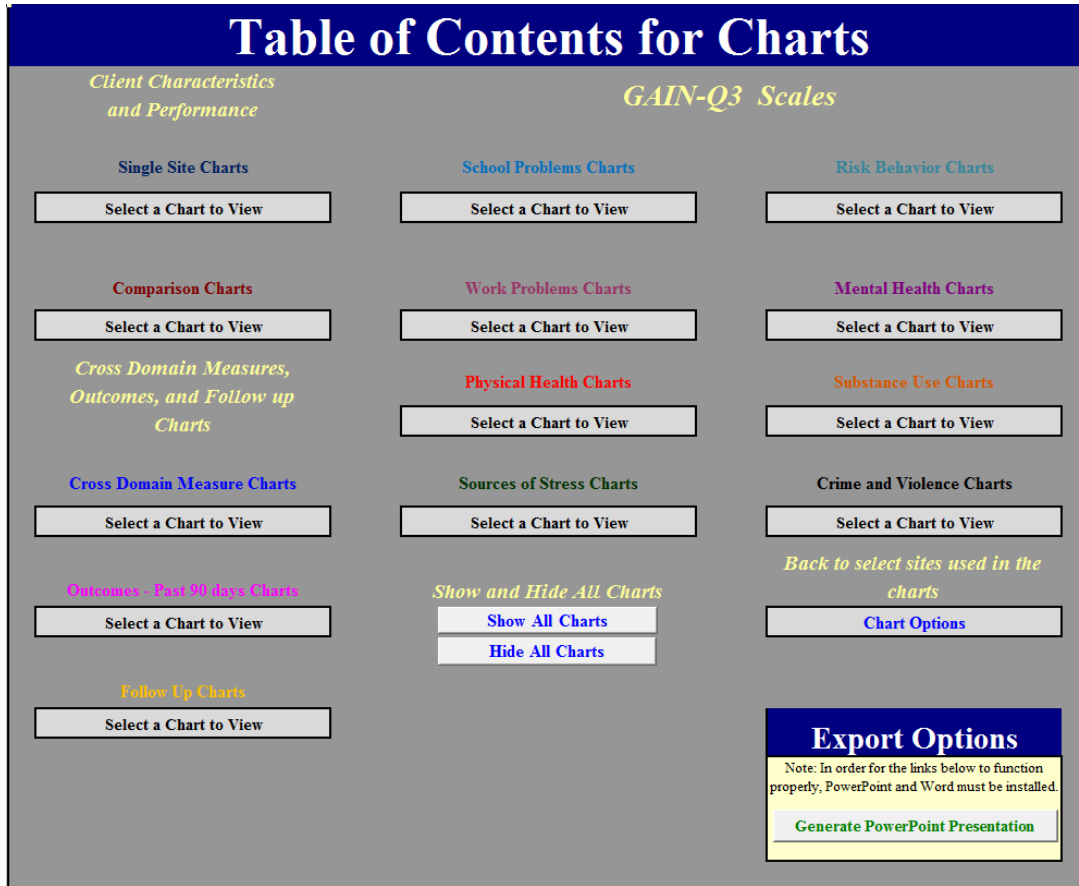 Table of Contents for Charts
Client Characteristics
and Performance
GAIN-Q3 Scales
Single Site Charts
School Problems Charts
Risk Behavior Charts
Select a Chart to View
Select a Chart to View
Select a Chart to View
Comparison Charts
Work Problems Charts
Mental Health Charts
Select a Chart to View
Select a Chart to View
Select a Chart to View
Cross Domain Measures,
Outcomes, and Follow up
Charts
Physical Health Charts
Substance Use Charts
Select a Chart to View
Select a Chart to View
Cross Domain Measure Charts
Sources of Stress Charts
Crime and Violence Charts
Select a Chart to View
Select a Chart to View
Select a Chart to View
Outcomes - Past 90 days Charts
Select a Chart to View
Show and Hide All Charts
Show All Charts
Hide All Charts
Back to select sites used in the
charts
Chart Options
Follow Up Charts
Select a Chart to View
Export Options
Note: In order for the links below to function
properly, PowerPoint and Word must be installed.
Generate PowerPoint Presentation